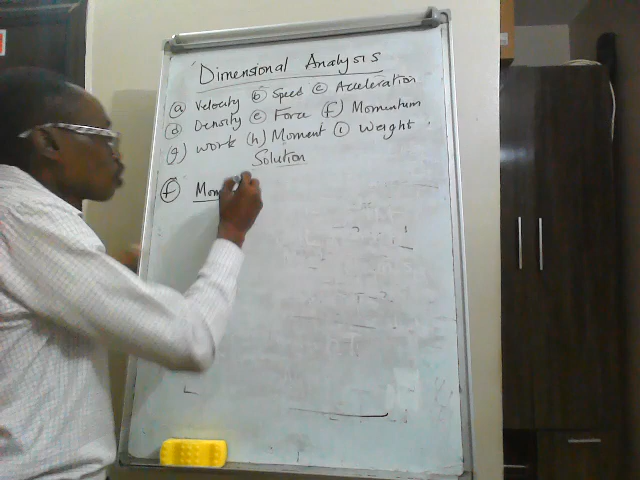 Dimensional Analysis
(a) Velocity (b) Speed (c) Acceleration
(d) Density (e) Force (f) Momentum
(g) Work (h) Moment (i) Weight
Solution
(f) Mom